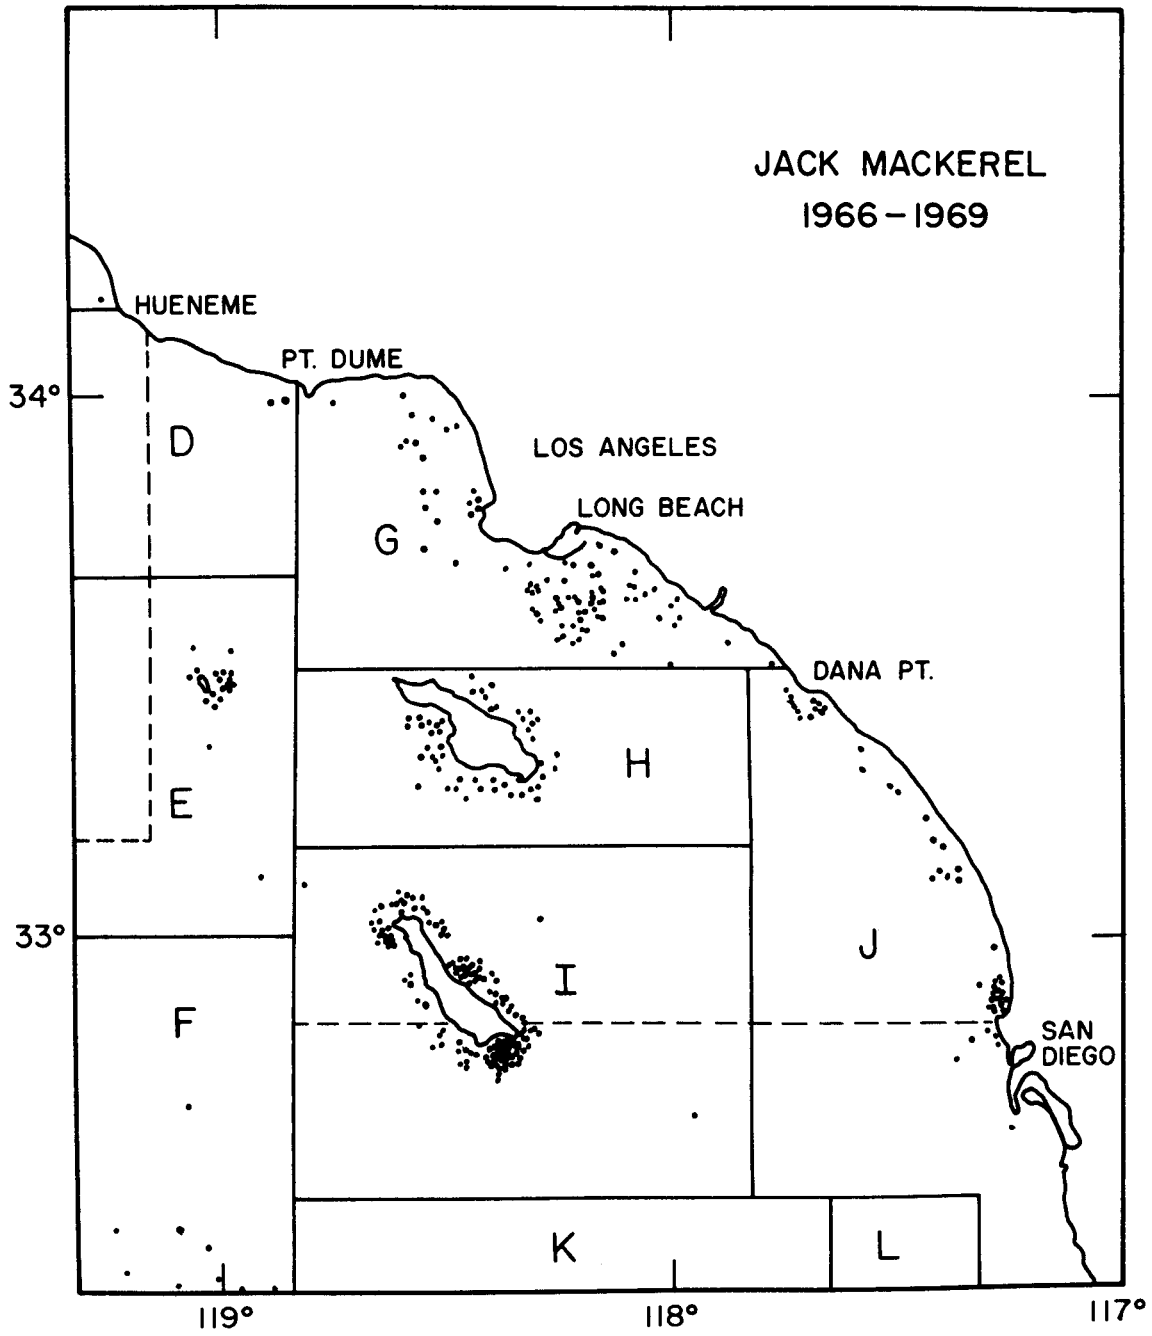 JACK MACKEREL
1966–1969
HUENEME
PT. DUME
34°
D
LOS ANGELES
LONG BEACH
G
DANA PT.
H
E
33°
J
I
F
SAN
DIEGO
K
L
119°
118°
117°